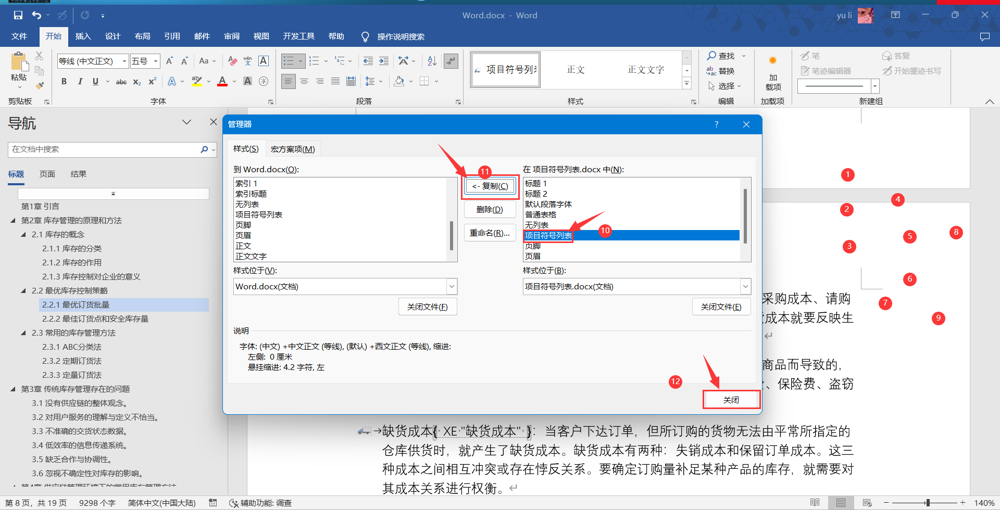 Word.docx - Word
yu li
文件 开始 插入 设计 布局 引用 邮件 审阅 视图 开发工具 帮助 操作说明搜索
粘贴
剪贴板
等线 (中文正文) 五号 A A Aa wén 文 A
B I U abc x₂ x² A ab A A 字
字体
段落
项目符号列表 正文 正文文字
样式
查找
替换
选择
编辑
加
载项
加载项
笔
笔迹编辑器
答复
开始墨迹书写
新建组
导航
在文档中搜索
标题 页面 结果
第1章 引言
第2章 库存管理的原理和方法
2.1 库存的概念
2.1.1 库存的分类
2.1.2 库存的作用
2.1.3 库存控制对企业的意义
2.2 最优库存控制策略
2.2.1 最优订货批量
2.2.2 最佳订货点和安全库存量
2.3 常用的库存管理方法
2.3.1 ABC分类法
2.3.2 定期订货法
2.3.3 定量订货法
第3章 传统库存管理存在的问题
3.1 没有供应链的整体观念。
3.2 对用户服务的理解与定义不恰当。
3.3 不准确的交货状态数据。
3.4 低效率的信息传递系统。
3.5 缺乏合作与协调性。
3.6 忽视不确定性对库存的影响。
第4章 供应链管理环境下的常用库存管理方法
管理器 ?
样式(S) 宏方案项(M)
到 Word.docx(O):
索引 1
索引标题
无列表
项目符号列表
页脚
页眉
正文
正文文字
样式位于(V):
Word.docx(文档)
关闭文件(F)
11
<- 复制(C)
删除(D)
重命名(R)...
在 项目符号列表.docx 中(N):
标题 1
标题 2
默认段落字体
普通表格
无列表
项目符号列表
页脚
页眉
10
样式位于(B):
项目符号列表.docx(文档)
关闭文件(E)
说明
字体: (中文) +中文正文 (等线), (默认) +西文正文 (等线), 缩进:
左侧: 0 厘米
悬挂缩进: 4.2 字符, 左
12
关闭
1
4
2
8
5
3
6
7
9
采购成本、请购
成本就要反映生
商品而导致的，
、保险费、盗窃
缺货成本{ XE "缺货成本" }：当客户下达订单，但所订购的货物无法由平常所指定的
仓库供货时，就产生了缺货成本。缺货成本有两种：失销成本和保留订单成本。这三
种成本之间相互冲突或存在悖反关系。要确定订购量补足某种产品的库存，就需要对
其成本关系进行权衡。
第 8 页，共 19 页 9298 个字 简体中文(中国大陆) 辅助功能: 调查 140%